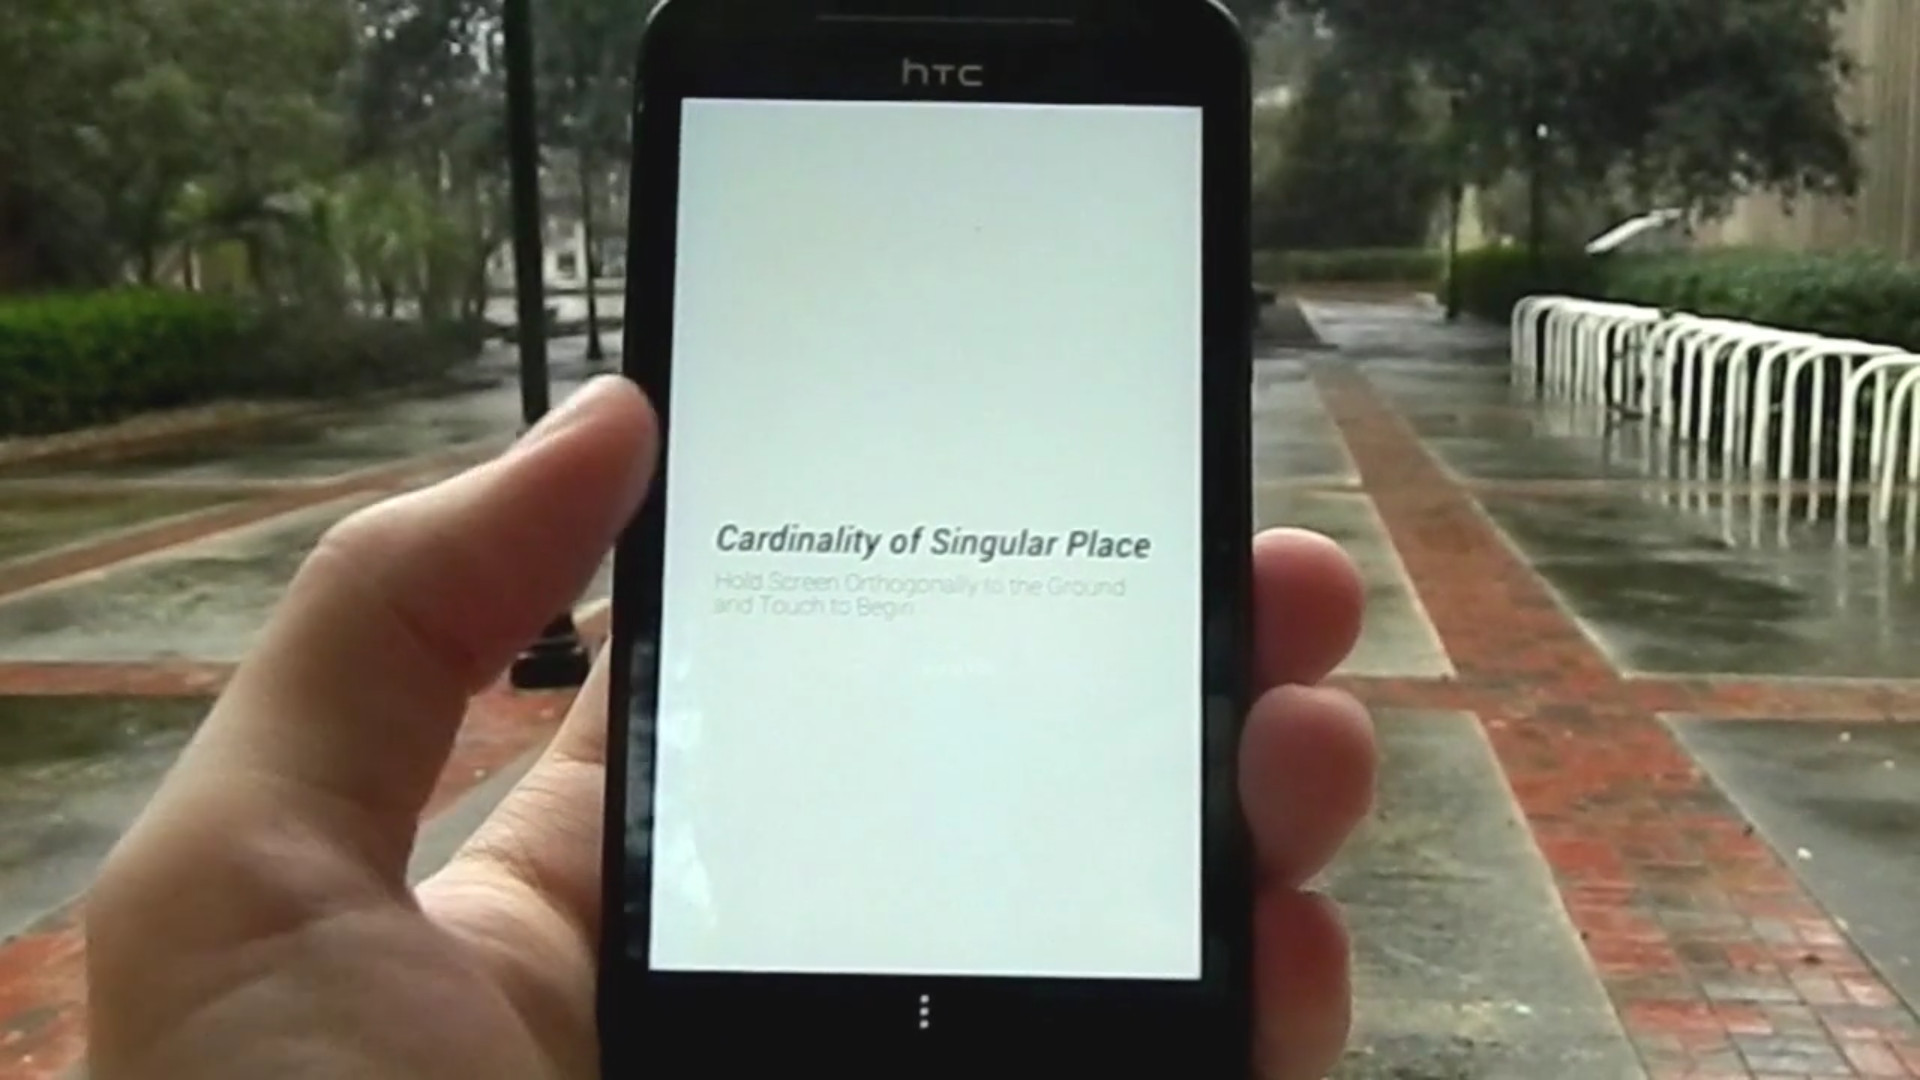 hTC
Cardinality of Singular Place
Hold Screen Orthogonally to the Ground
and Touch to Begin